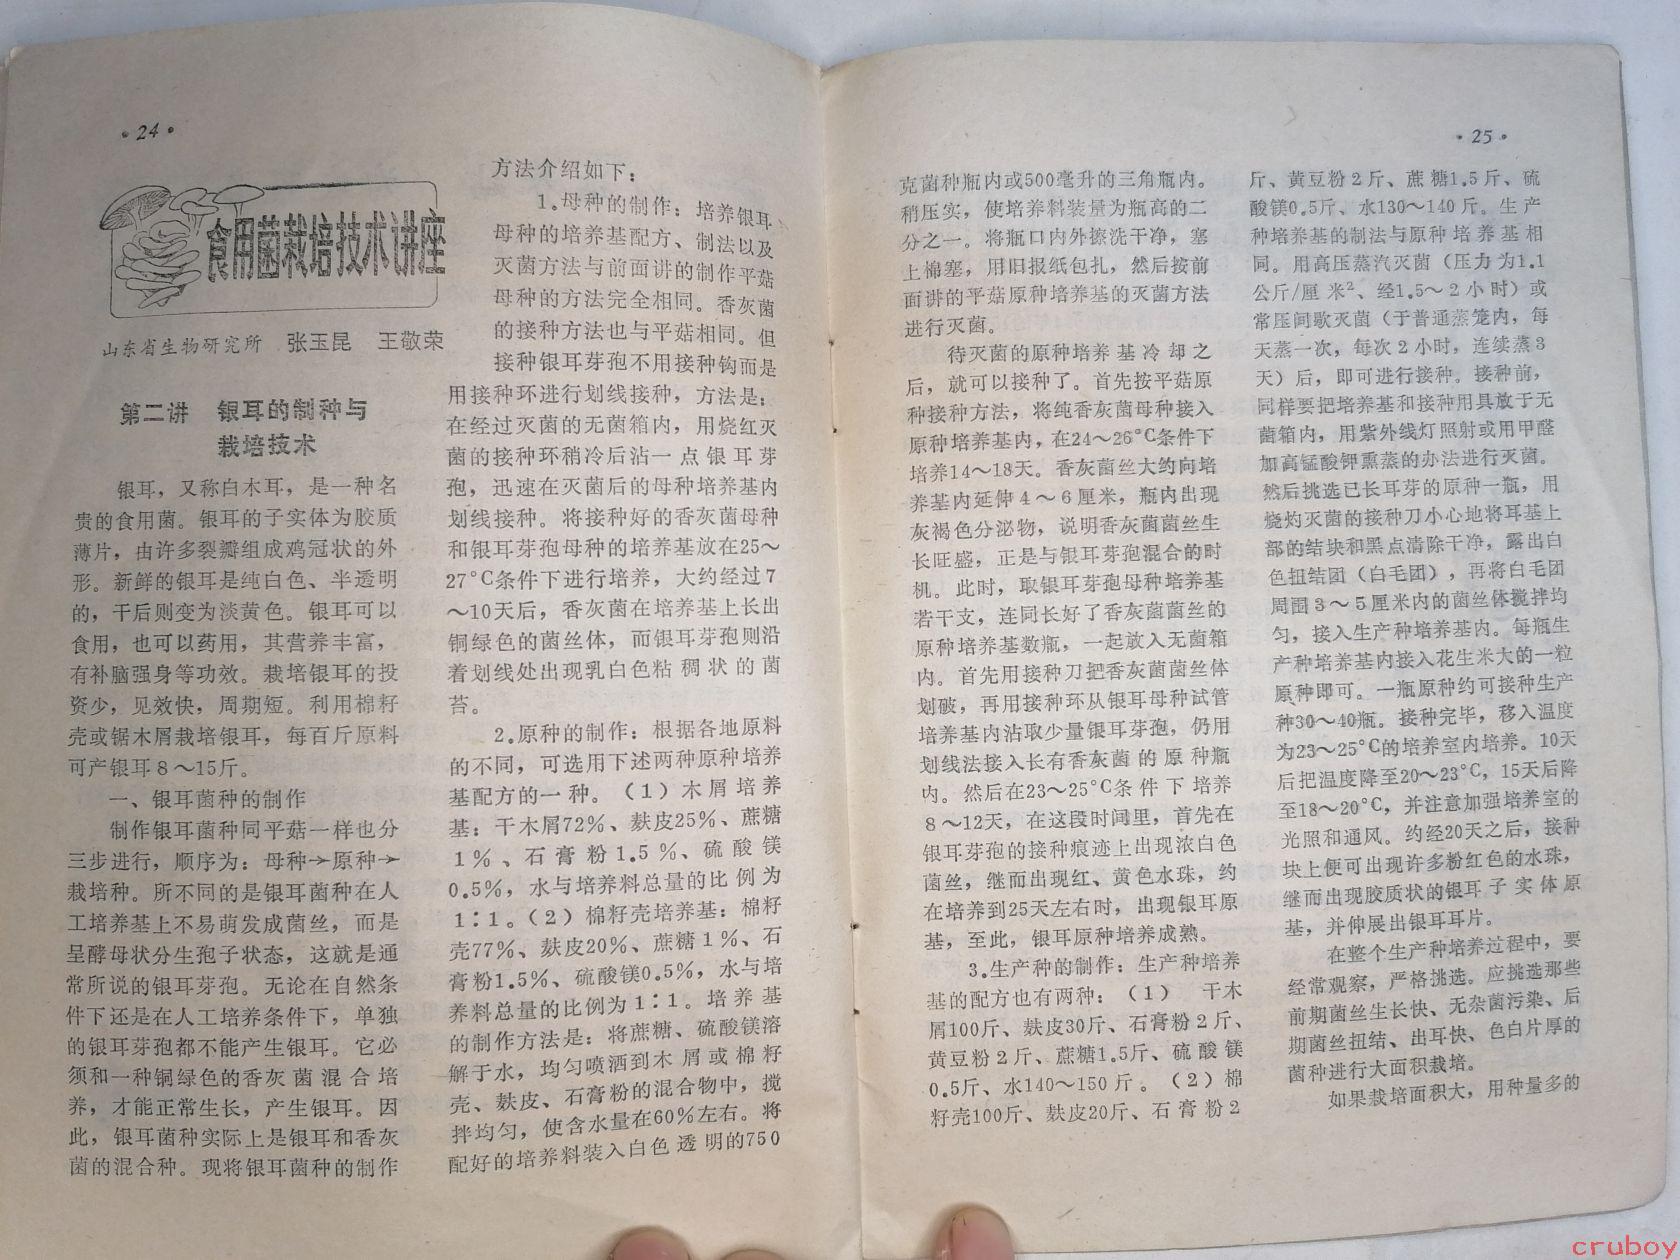 ·24·
食用菌栽培技术讲座
山东省生物研究所 张玉昆 王敬荣
第二讲 银耳的制种与
栽培技术
银耳，又称白木耳，是一种名
贵的食用菌。银耳的子实体为胶质
薄片，由许多裂瓣组成鸡冠状的外
形。新鲜的银耳是纯白色、半透明
的，干后则变为淡黄色。银耳可以
食用，也可以药用，其营养丰富，
有补脑强身等功效。栽培银耳的投
资少，见效快，周期短。利用棉籽
壳或锯木屑栽培银耳，每百斤原料
可产银耳8～15斤。
一、银耳菌种的制作
制作银耳菌种同平菇一样也分
三步进行，顺序为：母种→原种→
栽培种。所不同的是银耳菌种在人
工培养基上不易萌发成菌丝，而是
呈酵母状分生孢子状态，这就是通
常所说的银耳芽孢。无论在自然条
件下还是在人工培养条件下，单独
的银耳芽孢都不能产生银耳。它必
须和一种铜绿色的香灰菌混合培
养，才能正常生长，产生银耳。因
此，银耳菌种实际上是银耳和香灰
菌的混合种。现将银耳菌种的制作
方法介绍如下：
1.母种的制作：培养银耳
母种的培养基配方、制法以及
灭菌方法与前面讲的制作平菇
母种的方法完全相同。香灰菌
的接种方法也与平菇相同。但
接种银耳芽孢不用接种钩而是
用接种环进行划线接种，方法是：
在经过灭菌的无菌箱内，用烧红灭
菌的接种环稍冷后沾一点银耳芽
孢，迅速在灭菌后的母种培养基内
划线接种。将接种好的香灰菌母种
和银耳芽孢母种的培养基放在25～
27°C条件下进行培养，大约经过7
～10天后，香灰菌在培养基上长出
铜绿色的菌丝体，而银耳芽孢则沿
着划线处出现乳白色粘稠状的菌
苔。
2.原种的制作：根据各地原料
的不同，可选用下述两种原种培养
基配方的一种。（1）木屑培养
基：干木屑72％、麸皮25％、蔗糖
1％、石膏粉1.5％、硫酸镁
0.5％，水与培养料总量的比例为
1：1。（2）棉籽壳培养基：棉籽
壳77％、麸皮20％、蔗糖1％、石
膏粉1.5％、硫酸镁0.5％，水与培
养料总量的比例为1：1。培养基
的制作方法是：将蔗糖、硫酸镁溶
解于水，均匀喷洒到木屑或棉籽
壳、麸皮、石膏粉的混合物中，搅
拌均匀，使含水量在60％左右。将
配好的培养料装入白色透明的750
·25·
克菌种瓶内或500毫升的三角瓶内。
稍压实，使培养料装量为瓶高的二
分之一。将瓶口内外擦洗干净，塞
上棉塞，用旧报纸包扎，然后按前
面讲的平菇原种培养基的灭菌方法
进行灭菌。
待灭菌的原种培养基冷却之
后，就可以接种了。首先按平菇原
种接种方法，将纯香灰菌母种接入
原种培养基内，在24～26°C条件下
培养14～18天。香灰菌丝大约向培
养基内延伸4～6厘米，瓶内出现
灰褐色分泌物，说明香灰菌菌丝生
长旺盛，正是与银耳芽孢混合的时
机。此时，取银耳芽孢母种培养基
若干支，连同长好了香灰菌菌丝的
原种培养基数瓶，一起放入无菌箱
内。首先用接种刀把香灰菌菌丝体
划破，再用接种环从银耳母种试管
培养基内沾取少量银耳芽孢，仍用
划线法接入长有香灰菌的原种瓶
内。然后在23～25°C条件下培养
8～12天，在这段时间里，首先在
银耳芽孢的接种痕迹上出现浓白色
菌丝，继而出现红、黄色水珠，约
在培养到25天左右时，出现银耳原
基，至此，银耳原种培养成熟。
3.生产种的制作：生产种培养
基的配方也有两种：（1） 干木
屑100斤、麸皮30斤、石膏粉2斤、
黄豆粉2斤、蔗糖1.5斤、硫酸镁
0.5斤、水140～150斤。（2）棉
籽壳100斤、麸皮20斤、石膏粉2
斤、黄豆粉2斤、蔗糖1.5斤、硫
酸镁0.5斤、水130～140斤。生产
种培养基的制法与原种培养基相
同。用高压蒸汽灭菌（压力为1.1
公斤/厘米²、经1.5～2小时）或
常压间歇灭菌（于普通蒸笼内，每
天蒸一次，每次2小时，连续蒸3
天）后，即可进行接种。接种前，
同样要把培养基和接种用具放于无
菌箱内，用紫外线灯照射或用甲醛
加高锰酸钾熏蒸的办法进行灭菌。
然后挑选已长耳芽的原种一瓶，用
烧灼灭菌的接种刀小心地将耳基上
部的结块和黑点清除干净，露出白
色扭结团（白毛团），再将白毛团
周围3～5厘米内的菌丝体搅拌均
匀，接入生产种培养基内。每瓶生
产种培养基内接入花生米大的一粒
原种即可。一瓶原种约可接种生产
种30～40瓶。接种完毕，移入温度
为23～25°C的培养室内培养。10天
后把温度降至20～23°C，15天后降
至18～20°C，并注意加强培养室的
光照和通风。约经20天之后，接种
块上便可出现许多粉红色的水珠，
继而出现胶质状的银耳子实体原
基，并伸展出银耳耳片。
在整个生产种培养过程中，要
经常观察，严格挑选。应挑选那些
前期菌丝生长快、无杂菌污染、后
期菌丝扭结、出耳快、色白片厚的
菌种进行大面积栽培。
如果栽培面积大，用种量多的
cruboy